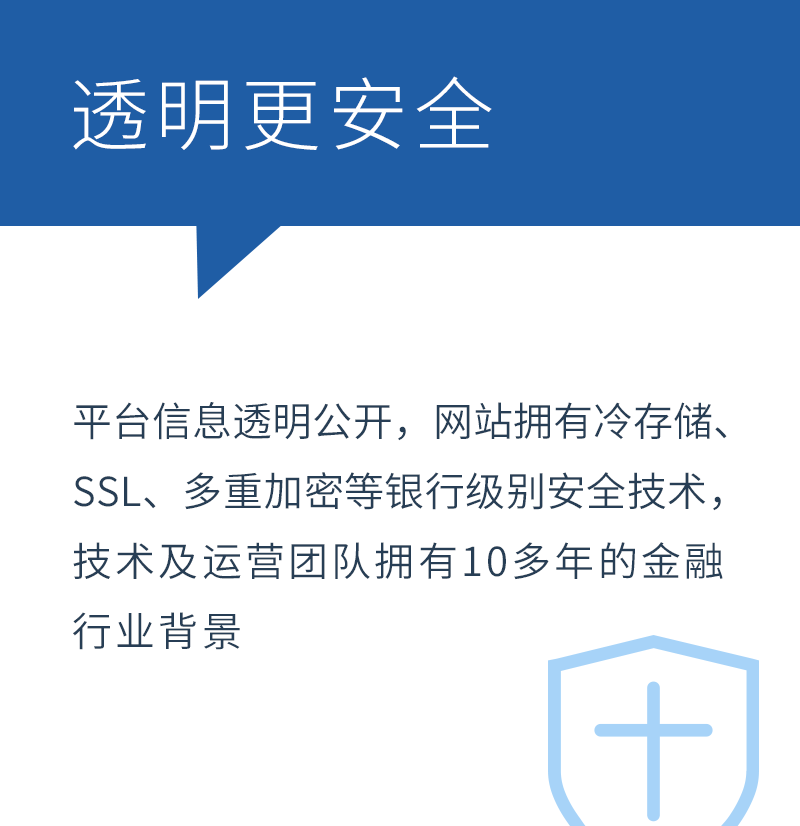 透明更安全
平台信息透明公开，网站拥有冷存储、
SSL、多重加密等银行级别安全技术，
技术及运营团队拥有10多年的金融
行业背景